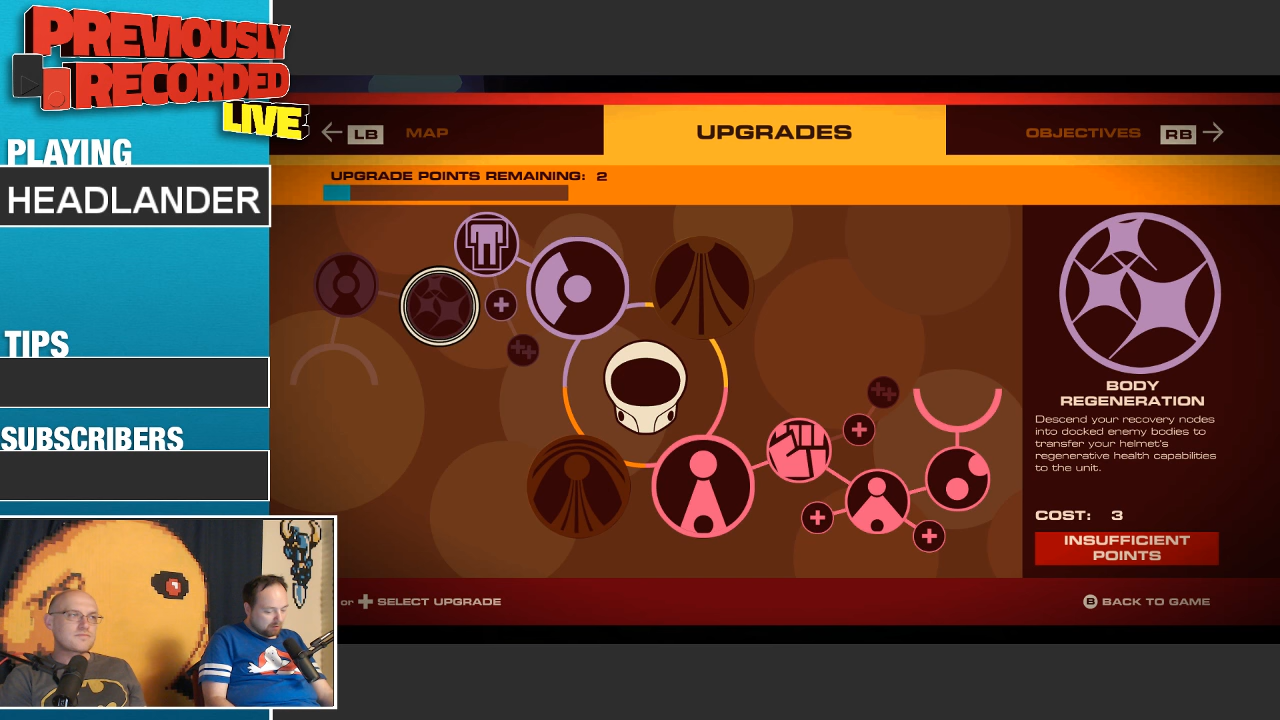 PREVIOUSLY
RECORDED
LIVE
PLAYING
HEADLANDER
TIPS
SUBSCRIBERS
LB MAP
UPGRADES
OBJECTIVES RB
UPGRADE POINTS REMAINING: 2
BODY
REGENERATION
Descend your recovery nodes
into docked enemy bodies to
transfer your helmet's
regenerative health capabilities
to the unit.
COST: 3
INSUFFICIENT
POINTS
or SELECT UPGRADE
B BACK TO GAME